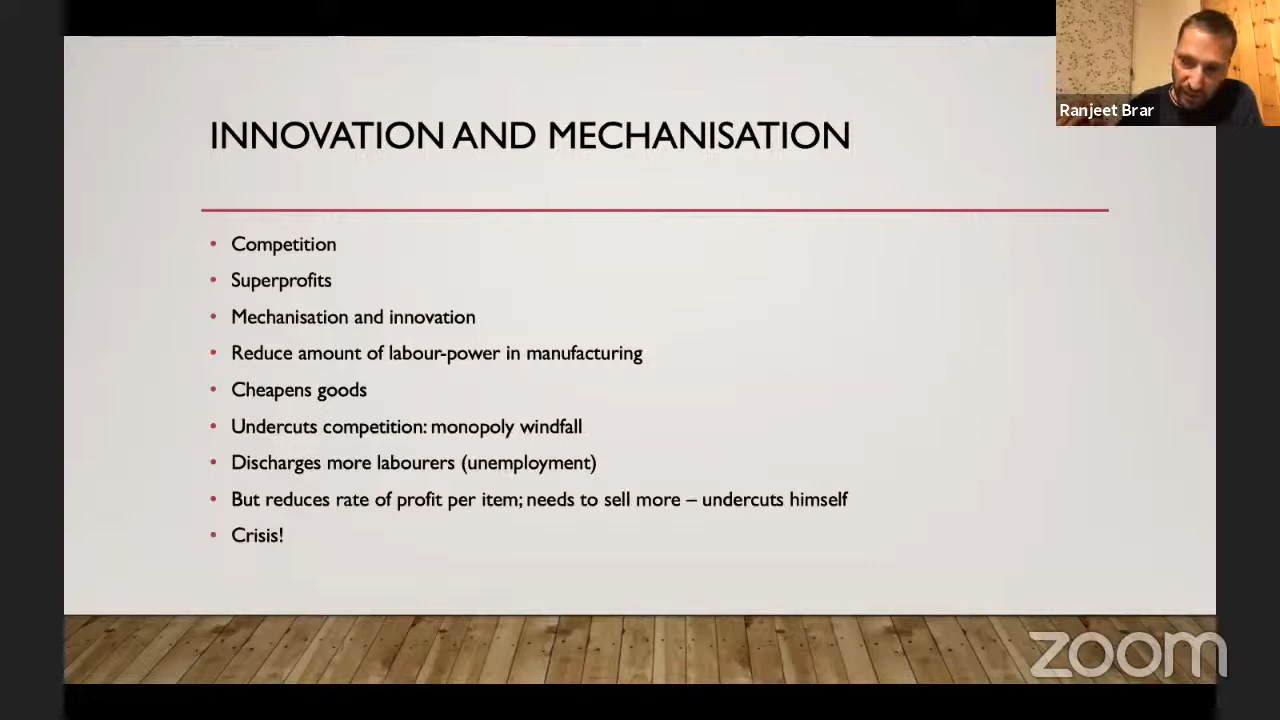 Ranjeet Brar
INNOVATION AND MECHANISATION
• Competition
• Superprofits
• Mechanisation and innovation
• Reduce amount of labour-power in manufacturing
• Cheapens goods
• Undercuts competition: monopoly windfall
• Discharges more labourers (unemployment)
• But reduces rate of profit per item; needs to sell more – undercuts himself
• Crisis!
zoom